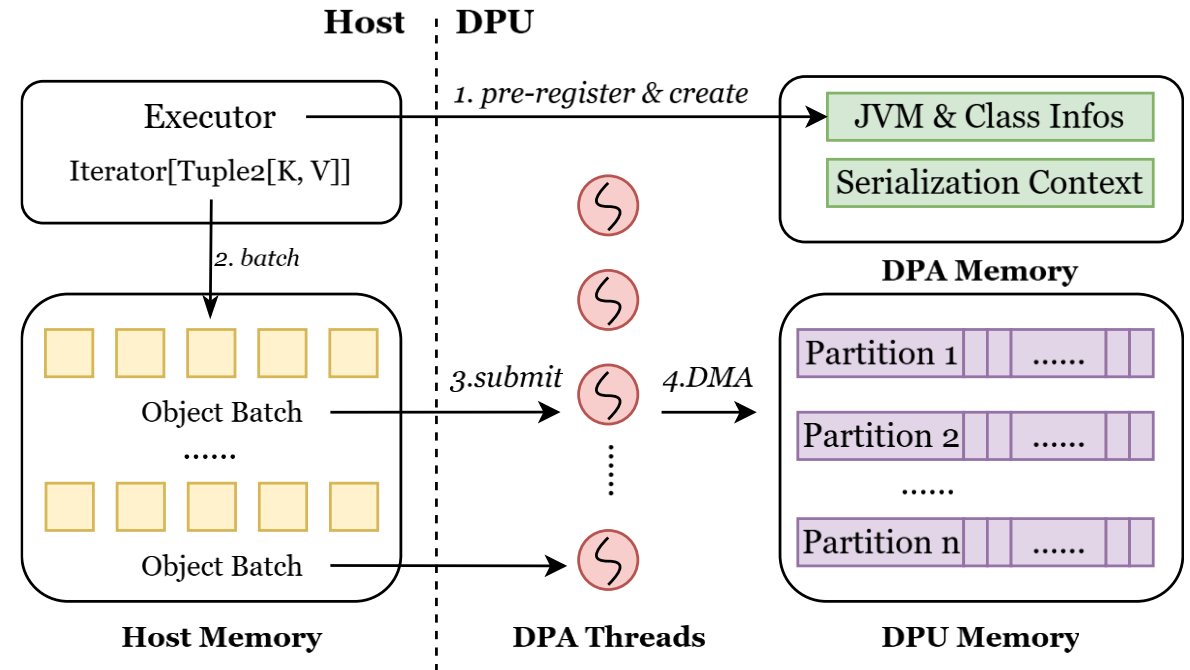 Host
DPU
Executor
Iterator[Tuple2[K, V]]
1. pre-register & create
JVM & Class Infos
Serialization Context
DPA Memory
2. batch
Object Batch
......
Object Batch
Host Memory
3.submit
4.DMA
DPA Threads
Partition 1
......
Partition 2
......
......
Partition n
......
DPU Memory